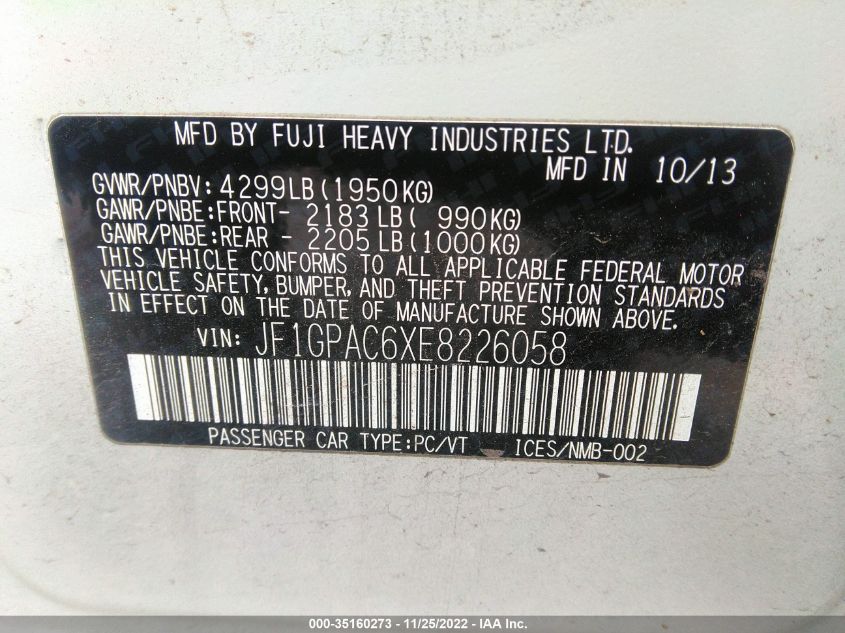 MFD BY FUJI HEAVY INDUSTRIES LTD.
MFD IN 10/13
GVWR/PNBV: 4299LB(1950KG)
GAWR/PNBE:FRONT- 2183LB( 990KG)
GAWR/PNBE:REAR - 2205LB(1000KG)
THIS VEHICLE CONFORMS TO ALL APPLICABLE FEDERAL MOTOR
VEHICLE SAFETY, BUMPER, AND THEFT PREVENTION STANDARDS
IN EFFECT ON THE DATE OF MANUFACTURE SHOWN ABOVE.
VIN: JF1GPAC6XE8226058
PASSENGER CAR TYPE:PC/VT ICES/NMB-002
000-35160273 - 11/25/2022 - IAA Inc.